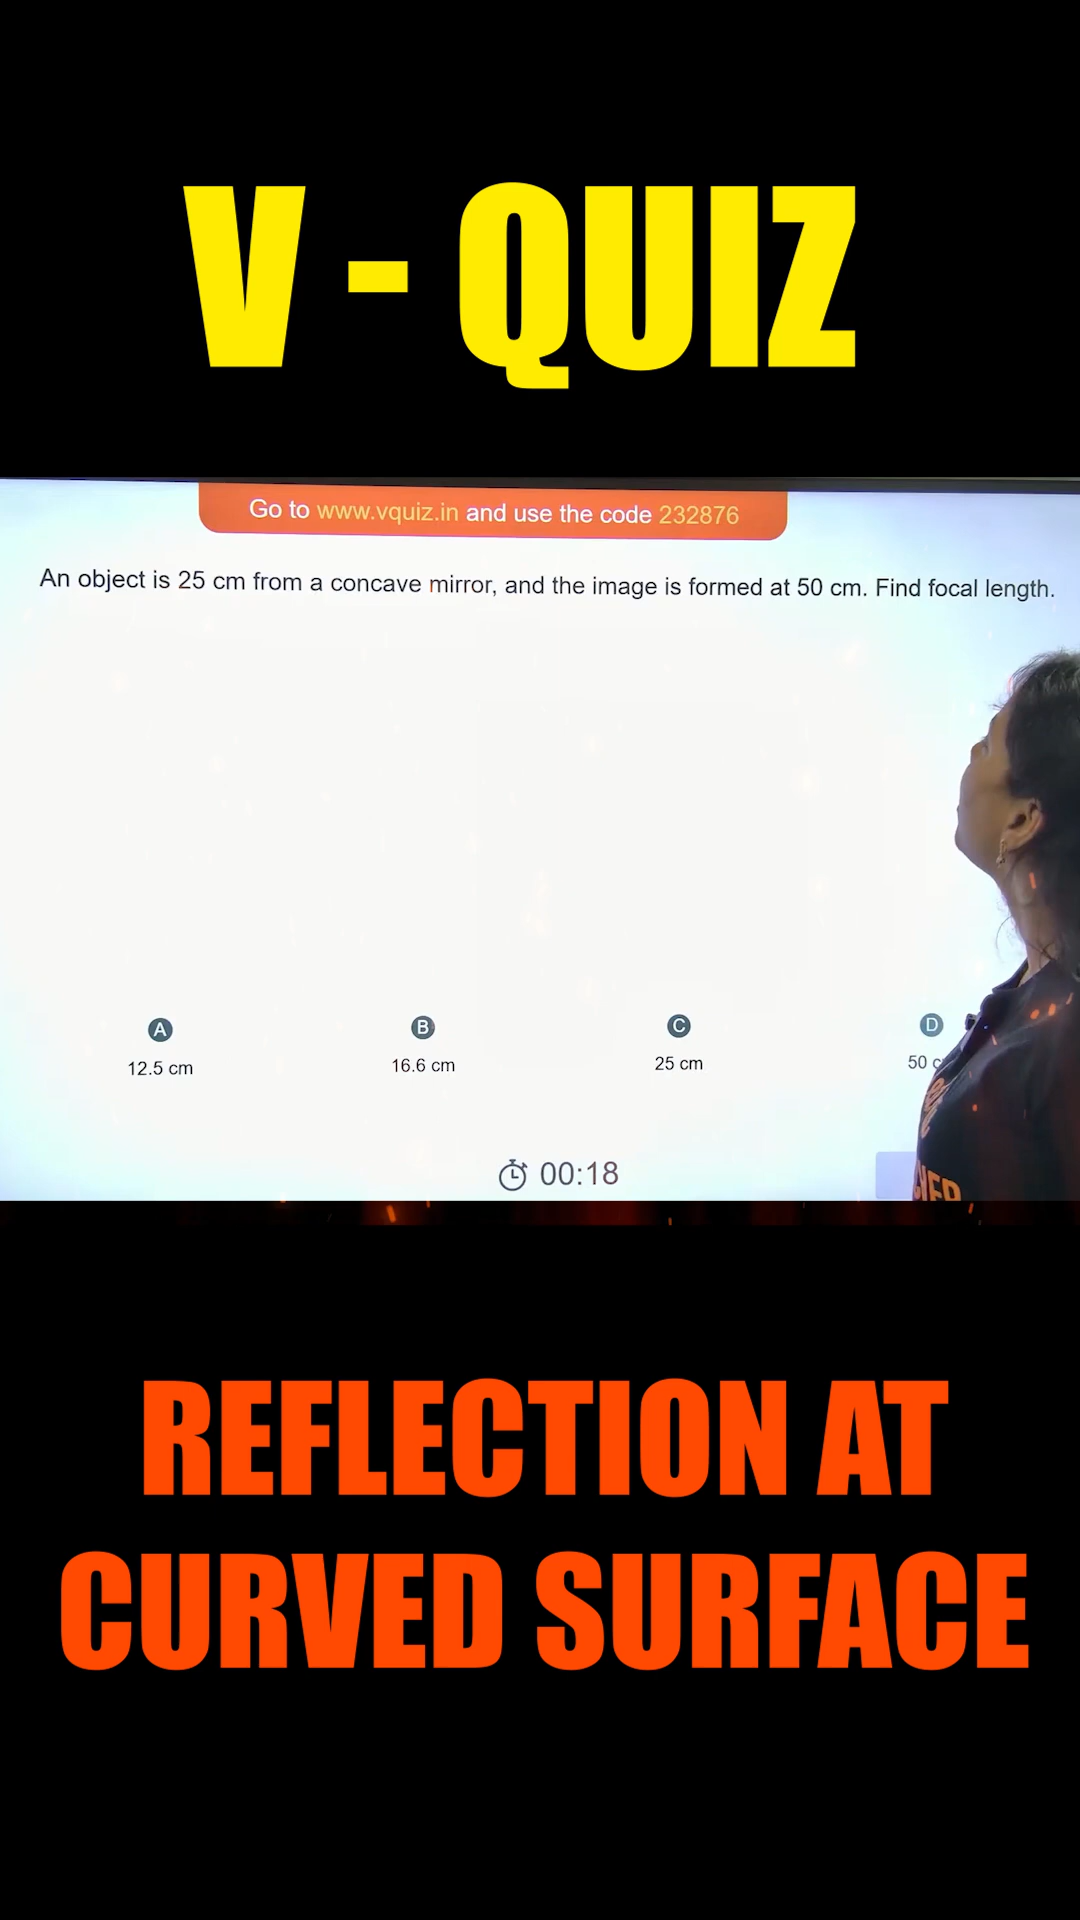 V - QUIZ
Go to www.vquiz.in and use the code 232876
An object is 25 cm from a concave mirror, and the image is formed at 50 cm. Find focal length.
A B C D
12.5 cm 16.6 cm 25 cm 50
00:18
REFLECTION AT
CURVED SURFACE